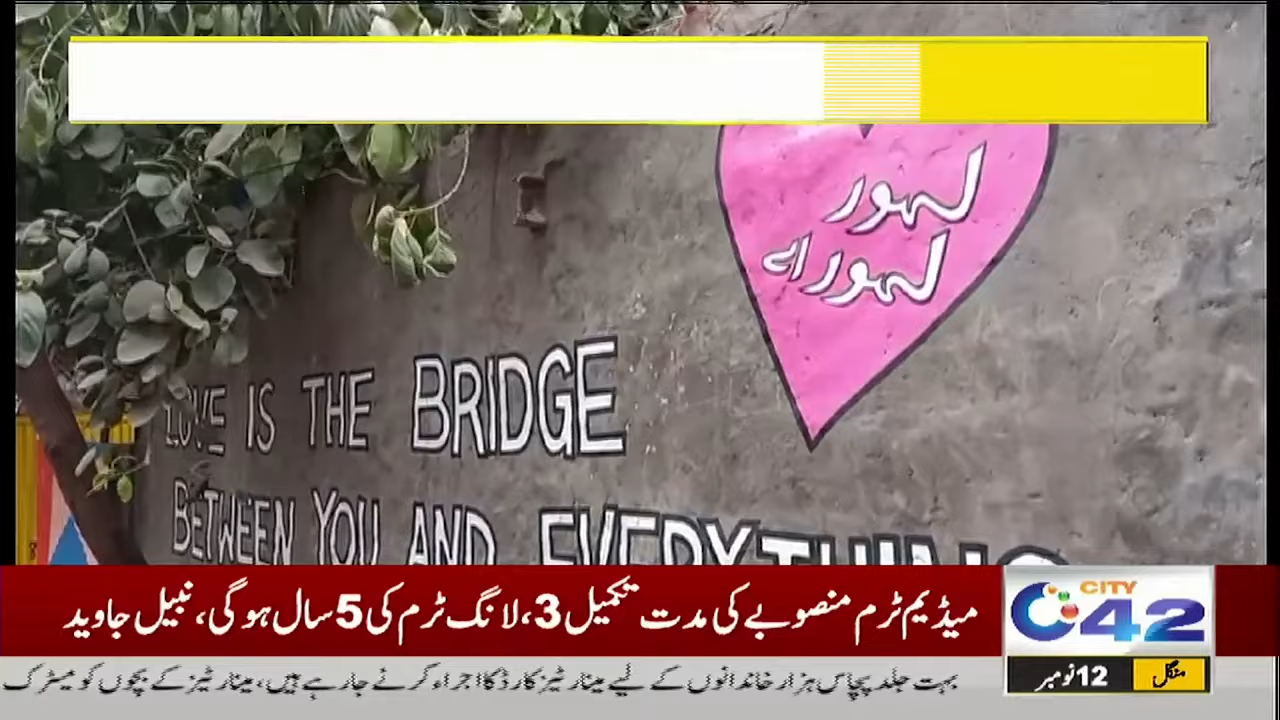 لہور
لہور اے
LOVE IS THE BRIDGE
BETWEEN YOU AND EVERYTHING
میڈیم ٹرم منصوبے کی مدت تکمیل 3، لانگ ٹرم کی 5 سال ہوگی، نبیل جاوید
CITY
42
بہت جلد پچاس ہزار خاندانوں کے لیے مینارٹیز کارڈ کا اجراء کرنے جا رہے ہیں، مینارٹیز کے بچوں کو میٹرک
12 نومبر
منگل